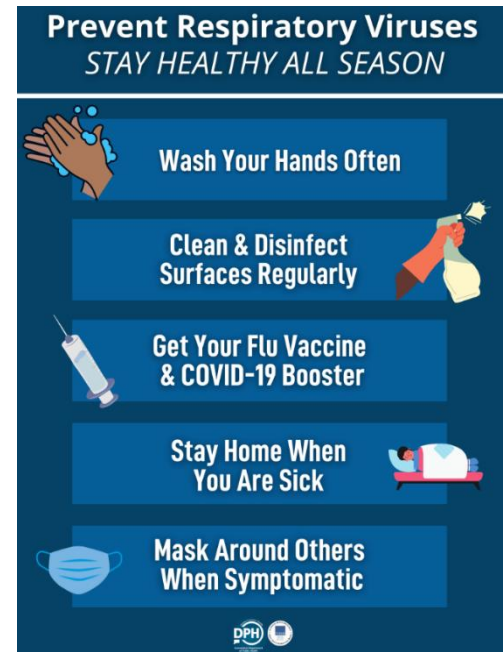 Prevent Respiratory Viruses
STAY HEALTHY ALL SEASON
Wash Your Hands Often
Clean & Disinfect
Surfaces Regularly
Get Your Flu Vaccine
& COVID-19 Booster
Stay Home When
You Are Sick
Mask Around Others
When Symptomatic
DPH